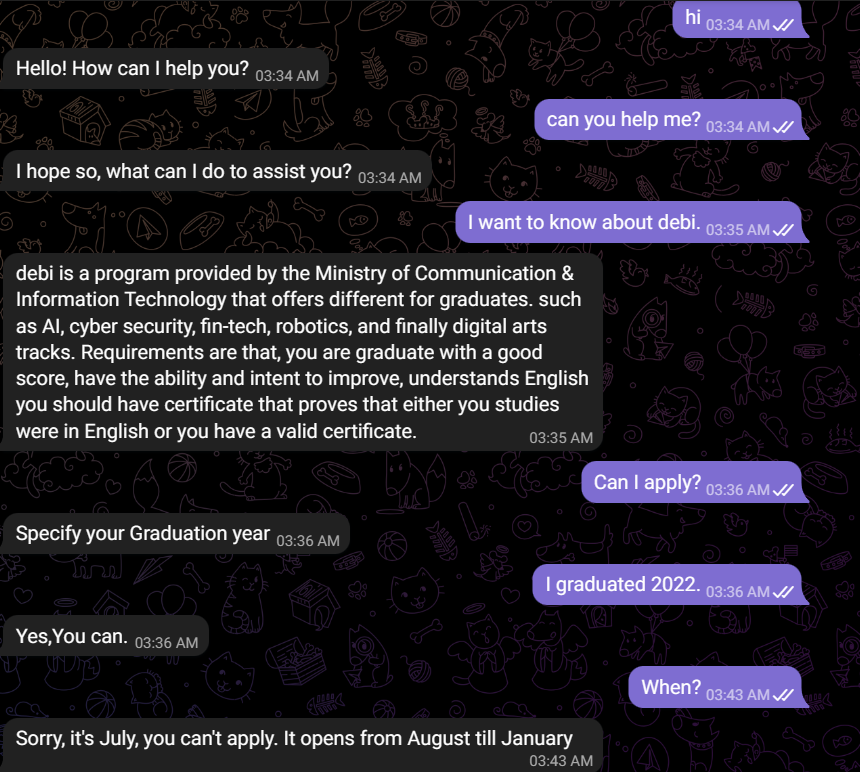 hi 03:34 AM
Hello! How can I help you? 03:34 AM
can you help me? 03:34 AM
I hope so, what can I do to assist you? 03:34 AM
I want to know about debi. 03:35 AM
debi is a program provided by the Ministry of Communication &
Information Technology that offers different for graduates. such
as AI, cyber security, fin-tech, robotics, and finally digital arts
tracks. Requirements are that, you are graduate with a good
score, have the ability and intent to improve, understands English
you should have certificate that proves that either you studies
were in English or you have a valid certificate. 03:35 AM
Can I apply? 03:36 AM
Specify your Graduation year 03:36 AM
I graduated 2022. 03:36 AM
Yes,You can. 03:36 AM
When? 03:43 AM
Sorry, it's July, you can't apply. It opens from August till January
03:43 AM